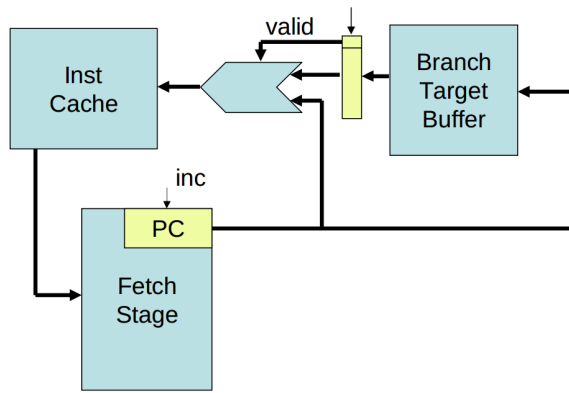 valid
Inst
Cache
Branch
Target
Buffer
inc
PC
Fetch
Stage